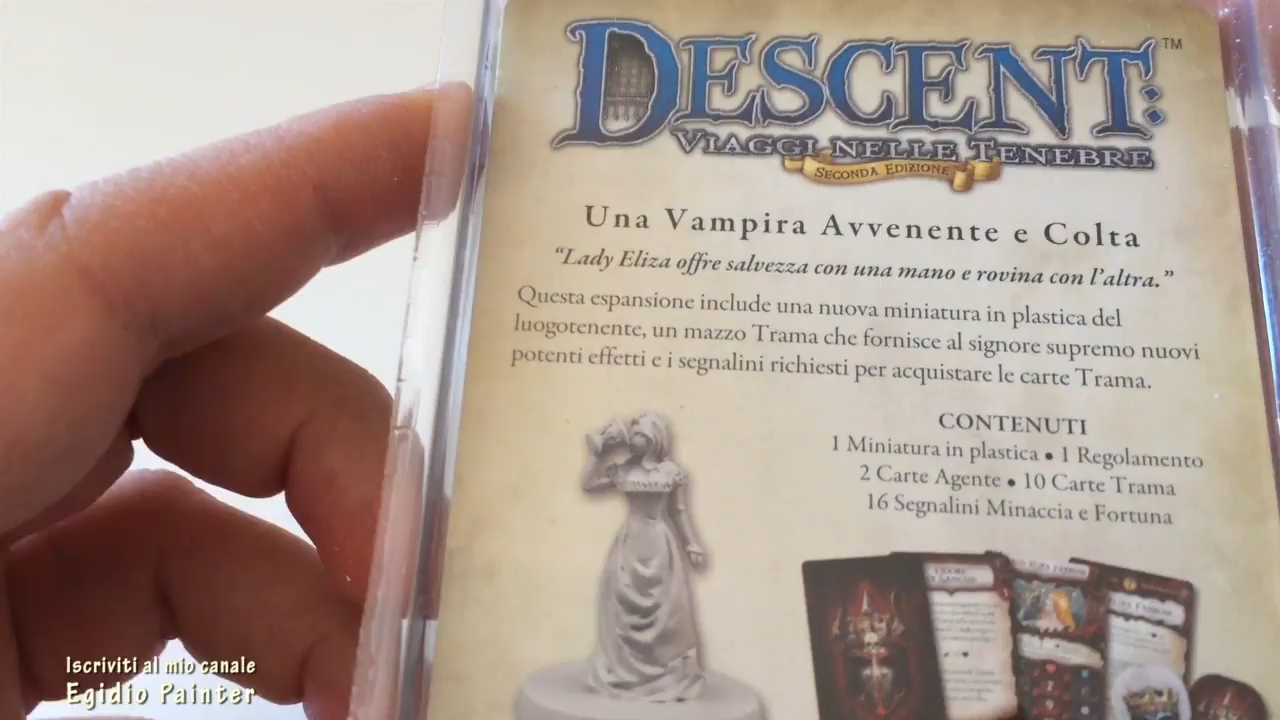 DESCENT:™
VIAGGI NELLE TENEBRE
SECONDA EDIZIONE
Una Vampira Avvenente e Colta
“Lady Eliza offre salvezza con una mano e rovina con l’altra.”
Questa espansione include una nuova miniatura in plastica del
luogotenente, un mazzo Trama che fornisce al signore supremo nuovi
potenti effetti e i segnalini richiesti per acquistare le carte Trama.
CONTENUTI
1 Miniatura in plastica • 1 Regolamento
2 Carte Agente • 10 Carte Trama
16 Segnalini Minaccia e Fortuna
Iscriviti al mio canale
Egidio Painter